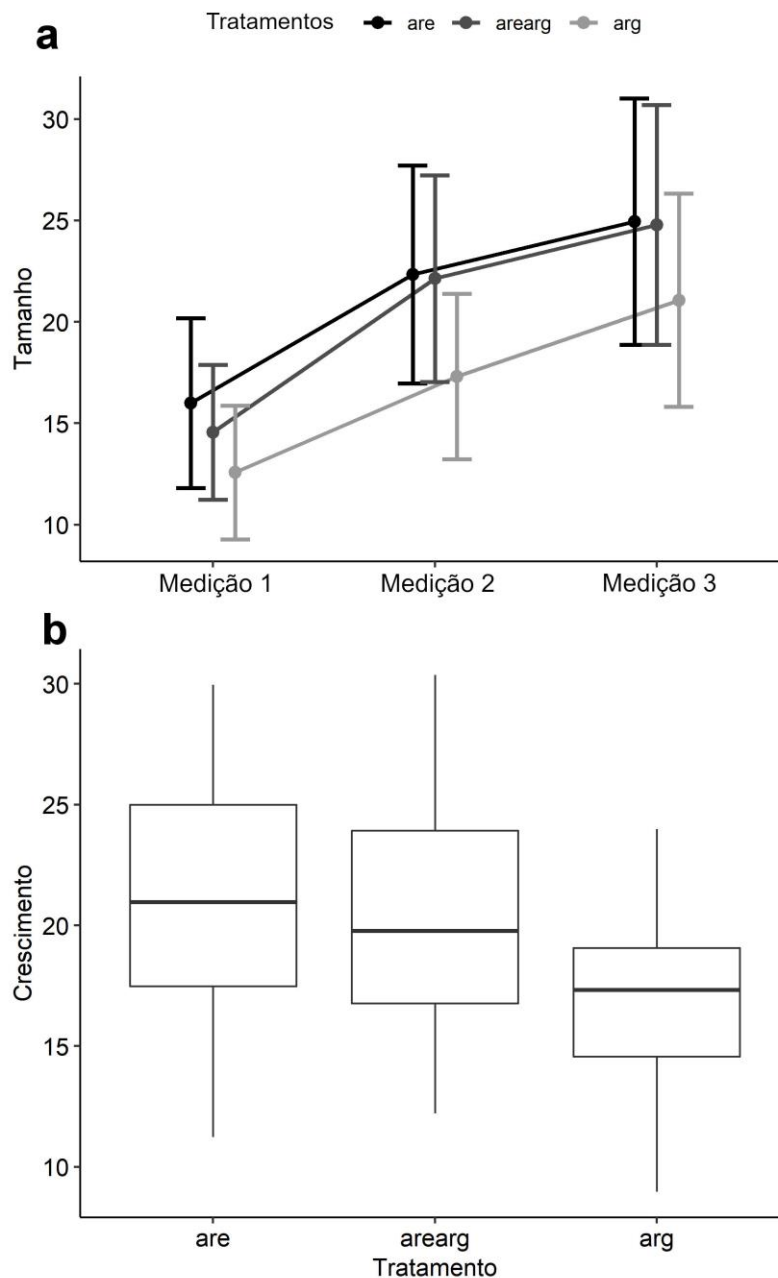 a
Tratamentos are arearg arg
30
25
20
15
10
Tamanho
Medição 1 Medição 2 Medição 3
b
30
25
20
15
10
Crescimento
are arearg arg
Tratamento